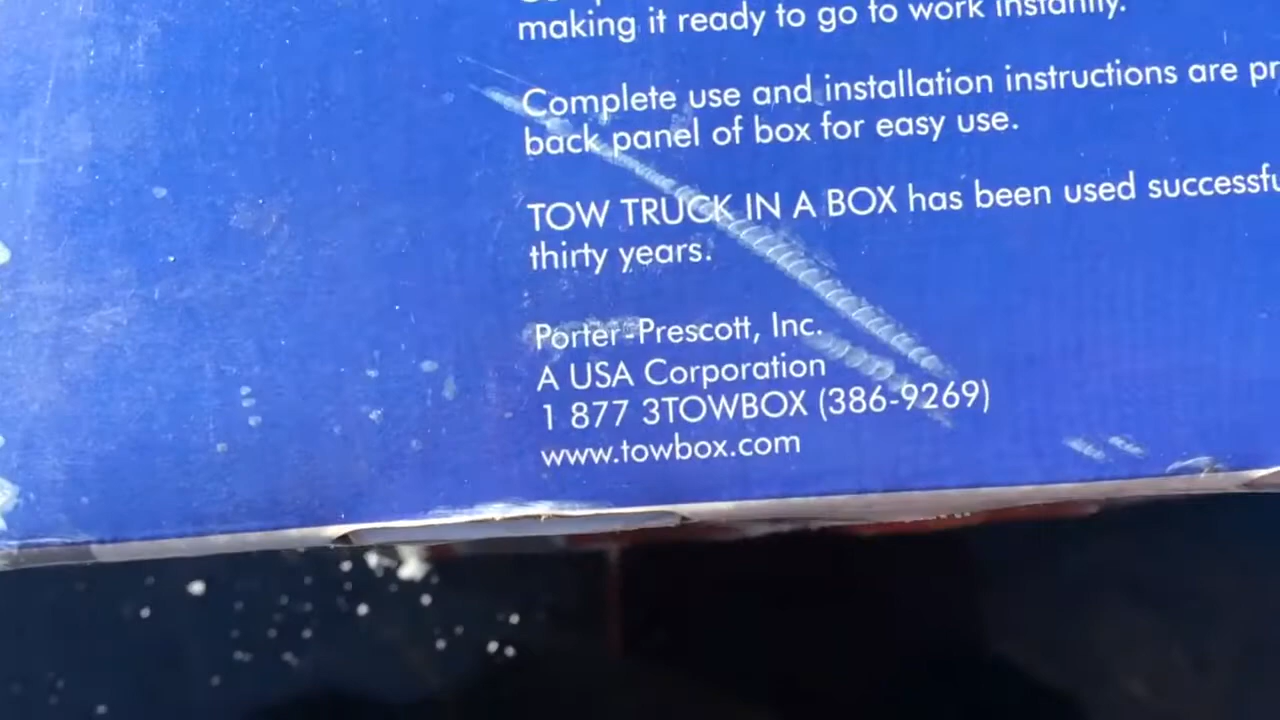 making it ready to go to work instantly.
Complete use and installation instructions are
back panel of box for easy use.
TOW TRUCK IN A BOX has been used
thirty years.
Porter-Prescott, Inc.
A USA Corporation
1 877 3TOWBOX (386-9269)
www.towbox.com